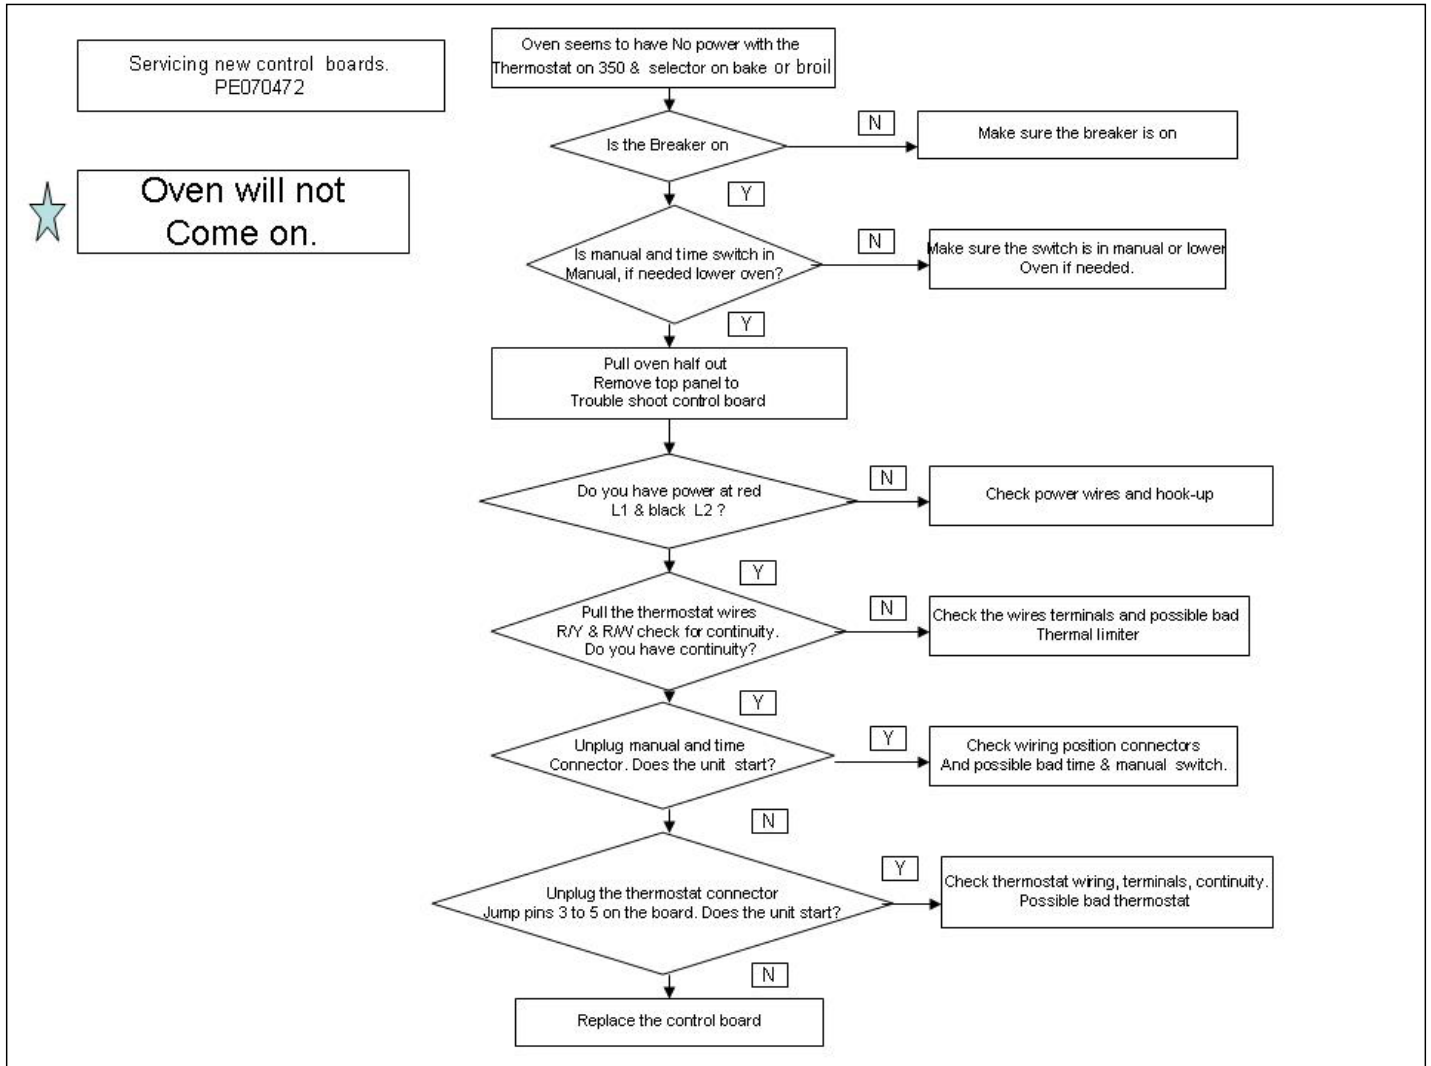 Servicing new control boards.
PE070472
Oven will not
Come on.
Oven seems to have No power with the
Thermostat on 350 & selector on bake or broil
Is the Breaker on
N
Make sure the breaker is on
Y
Is manual and time switch in
Manual, if needed lower oven?
N
Make sure the switch is in manual or lower
Oven if needed.
Y
Pull oven half out
Remove top panel to
Trouble shoot control board
Do you have power at red
L1 & black L2 ?
N
Check power wires and hook-up
Y
Pull the thermostat wires
R/Y & R/W check for continuity.
Do you have continuity?
N
Check the wires terminals and possible bad
Thermal limiter
Y
Unplug manual and time
Connector. Does the unit start?
Y
Check wiring position connectors
And possible bad time & manual switch.
N
Unplug the thermostat connector
Jump pins 3 to 5 on the board. Does the unit start?
Y
Check thermostat wiring, terminals, continuity.
Possible bad thermostat
N
Replace the control board